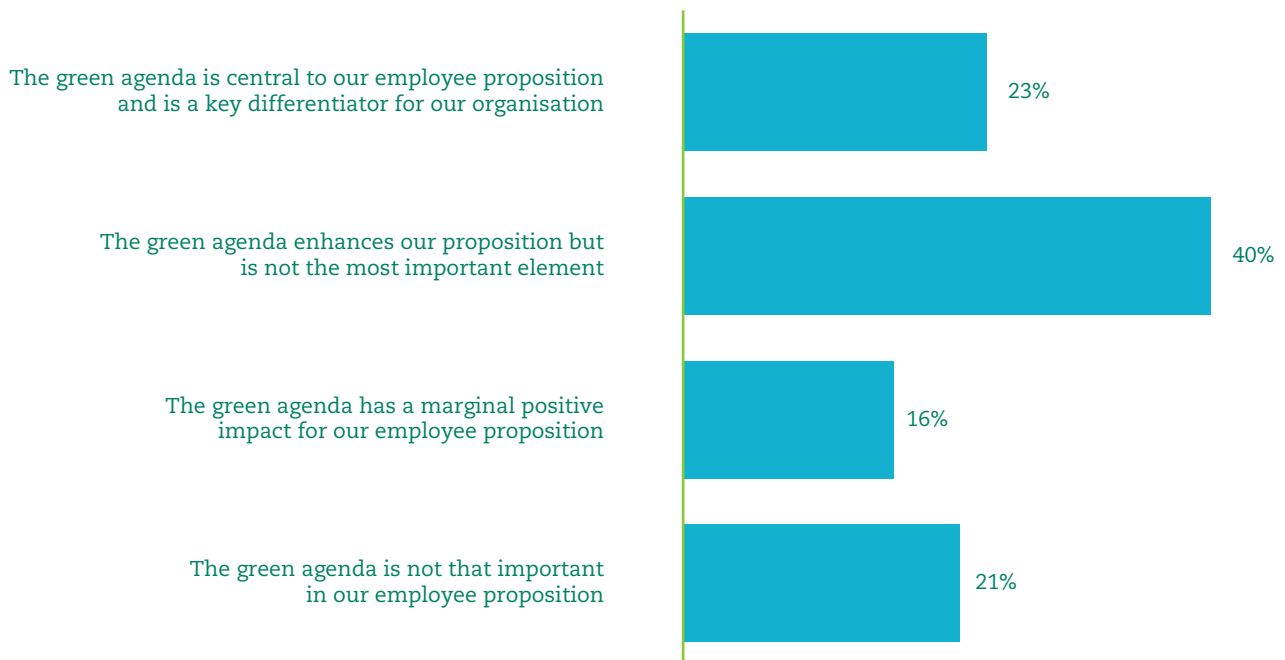 The green agenda is central to our employee proposition
and is a key differentiator for our organisation
23%
The green agenda enhances our proposition but
is not the most important element
40%
The green agenda has a marginal positive
impact for our employee proposition
16%
The green agenda is not that important
in our employee proposition
21%